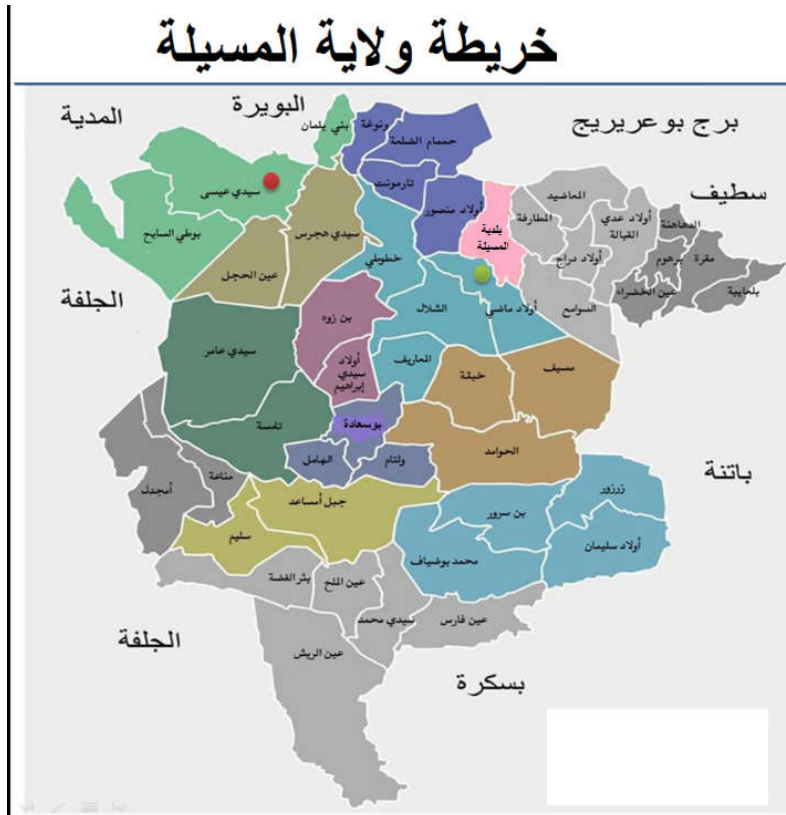 خريطة ولاية المسيلة
البويرة
المدية
برج بوعريريج
سطيف
بني يلمان
ونوغة
حممام الضلعة
تارمونت
سيدي عيسى
بوطي السايح
سيدي هجرس
عين الحجل
أولاد منصور
بلدية
المسيلة
المعاضيد
المطارفة
أولاد عدي
القبالة
أولاد دراج
الدهاهنة
برهوم
مقرة
بلعايبة
عين الخضراء
السوامع
خطوطي
الشلال
أولاد ماضي
المعاريف
الجلفة
سيدي عامر
بن زوه
أولاد
سيدي
إبراهيم
خبانة
مسيف
تامسة
بوسعادة
الهامل
ولتام
الحوامد
باتنة
أمجدل
مناعة
جبل أمساعد
سليم
زرزور
بن سرور
أولاد سليمان
محمد بوضياف
بئر الفضة
عين الملح
سيدي محمد
عين فارس
عين الريش
الجلفة
بسكرة